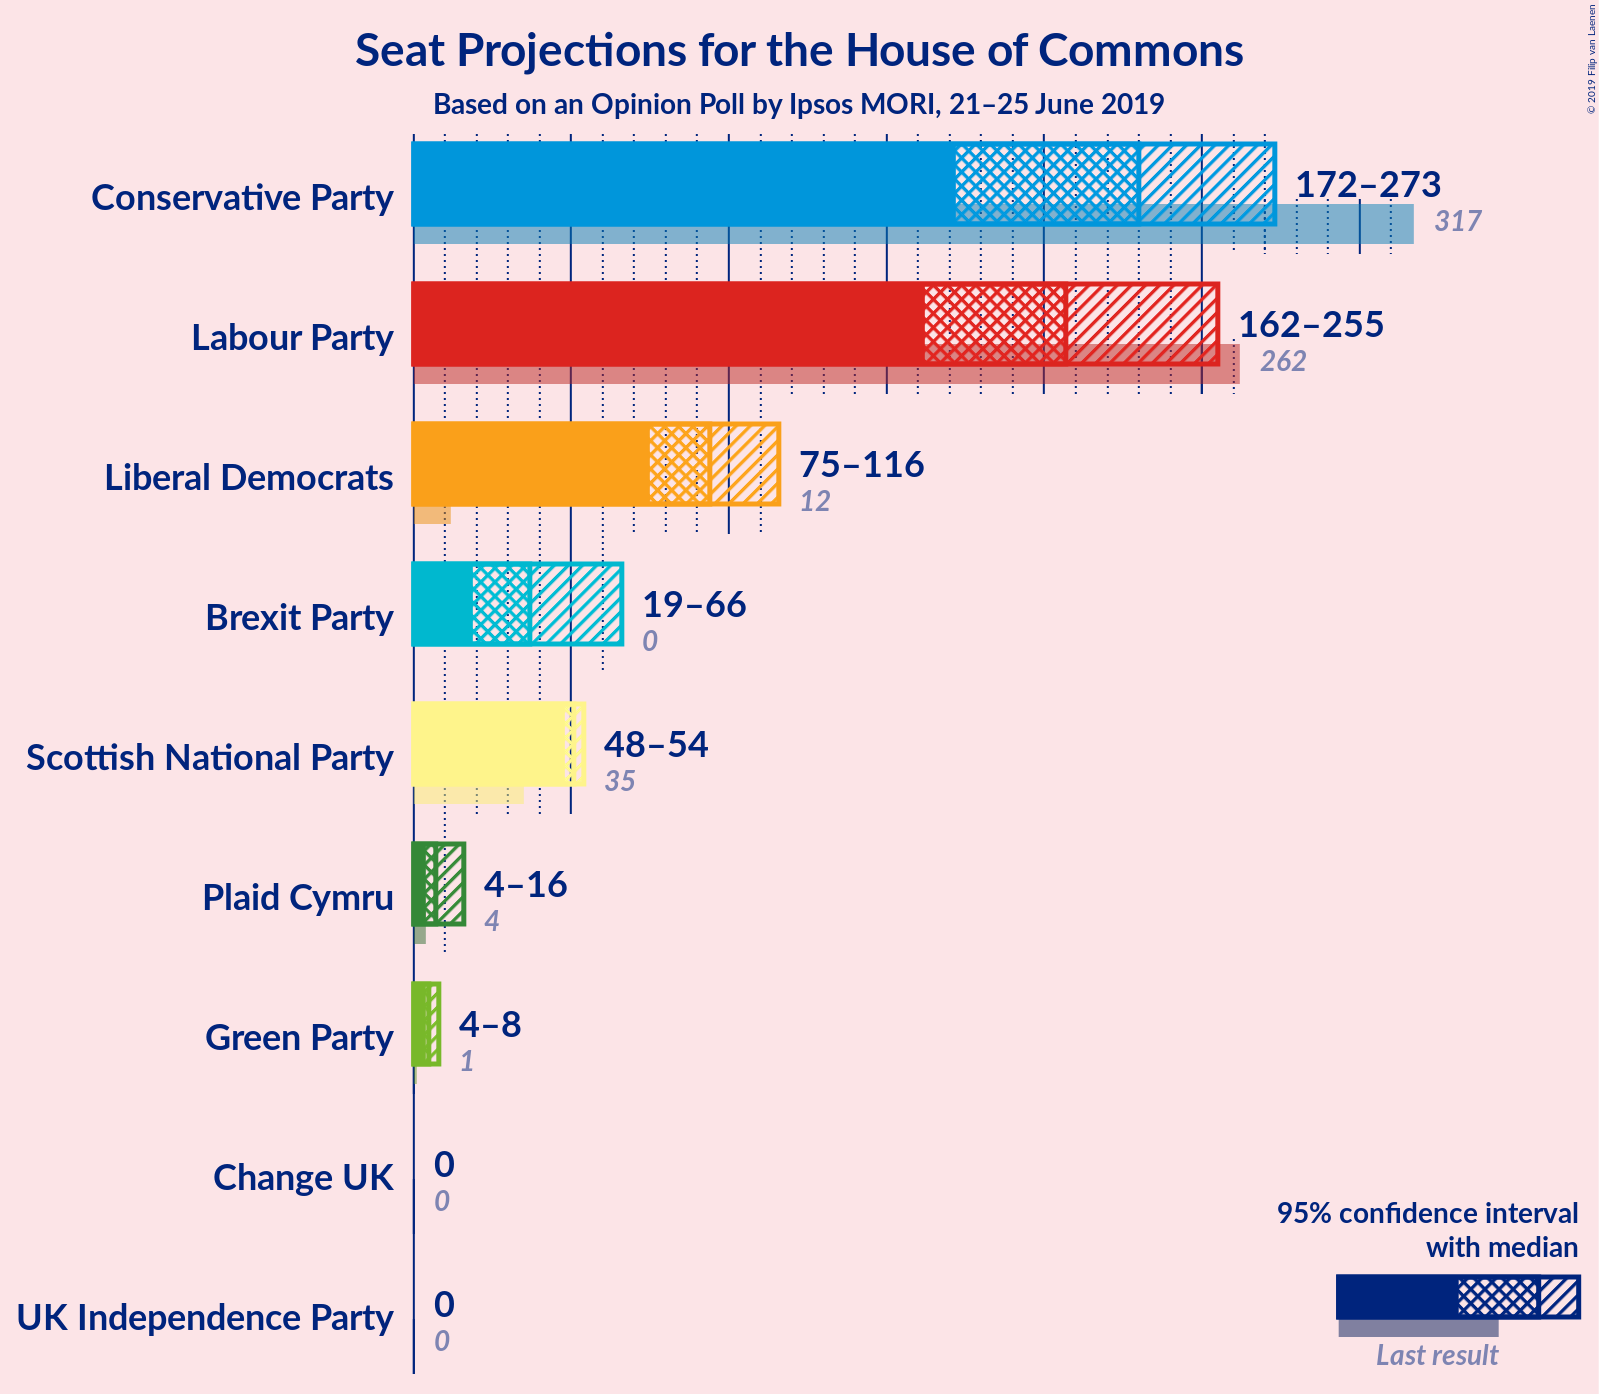 Seat Projections for the House of Commons
Based on an Opinion Poll by Ipsos MORI, 21–25 June 2019
© 2019 Filip van Laenen
Conservative Party
172–273
317
Labour Party
162–255
262
Liberal Democrats
75–116
12
Brexit Party
19–66
0
Scottish National Party
48–54
35
Plaid Cymru
4–16
4
Green Party
4–8
1
Change UK
0
0
UK Independence Party
0
0
95% confidence interval
with median
Last result